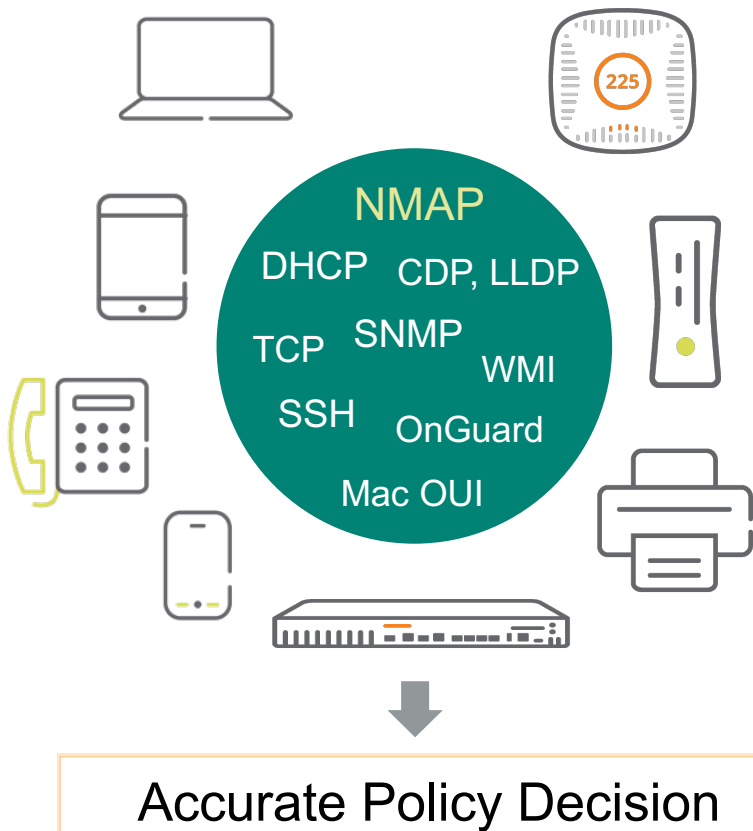 225
NMAP
DHCP CDP, LLDP
TCP SNMP
WMI
SSH OnGuard
Mac OUI
Accurate Policy Decision